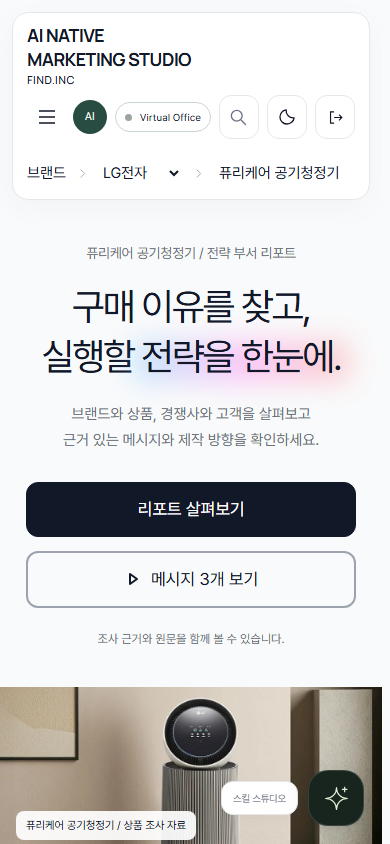 AI NATIVE
MARKETING STUDIO
FIND.INC
AI
Virtual Office
브랜드
LG전자
퓨리케어 공기청정기
퓨리케어 공기청정기 / 전략 부서 리포트
구매 이유를 찾고,
실행할 전략을 한눈에.
브랜드와 상품, 경쟁사와 고객을 살펴보고
근거 있는 메시지와 제작 방향을 확인하세요.
리포트 살펴보기
메시지 3개 보기
조사 근거와 원문을 함께 볼 수 있습니다.
스킬 스튜디오
퓨리케어 공기청정기 / 상품 조사 자료